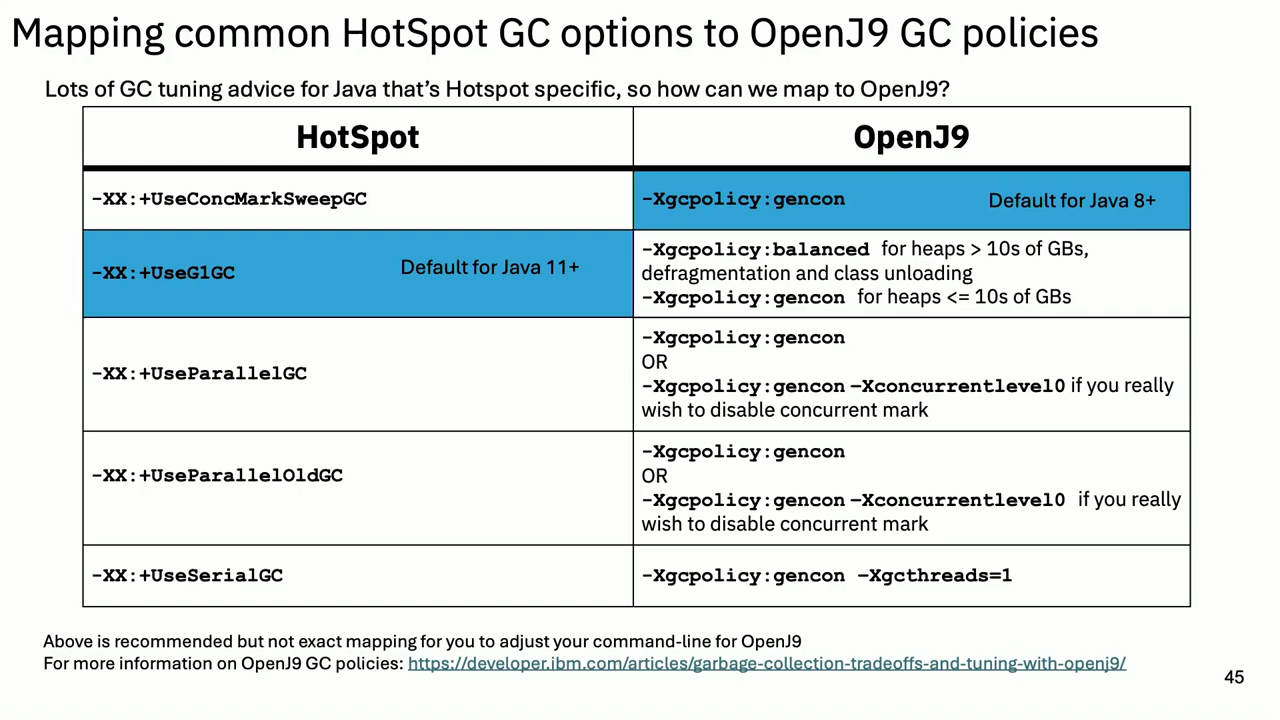 Mapping common HotSpot GC options to OpenJ9 GC policies
Lots of GC tuning advice for Java that's Hotspot specific, so how can we map to OpenJ9?
HotSpot
OpenJ9
-XX:+UseConcMarkSweepGC
-Xgcpolicy:gencon
Default for Java 8+
-XX:+UseG1GC
Default for Java 11+
-Xgcpolicy:balanced for heaps > 10s of GBs,
defragmentation and class unloading
-Xgcpolicy:gencon for heaps <= 10s of GBs
-XX:+UseParallelGC
-Xgcpolicy:gencon
OR
-Xgcpolicy:gencon –Xconcurrentlevel0 if you really
wish to disable concurrent mark
-XX:+UseParallelOldGC
-Xgcpolicy:gencon
OR
-Xgcpolicy:gencon –Xconcurrentlevel0 if you really
wish to disable concurrent mark
-XX:+UseSerialGC
-Xgcpolicy:gencon –Xgcthreads=1
Above is recommended but not exact mapping for you to adjust your command-line for OpenJ9
For more information on OpenJ9 GC policies: https://developer.ibm.com/articles/garbage-collection-tradeoffs-and-tuning-with-openj9/
45